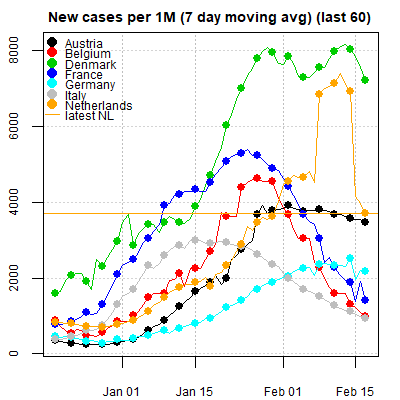 New cases per 1M (7 day moving avg) (last 60)
Austria
Belgium
Denmark
France
Germany
Italy
Netherlands
latest NL
8000
6000
4000
2000
0
Jan 01 Jan 15 Feb 01 Feb 15